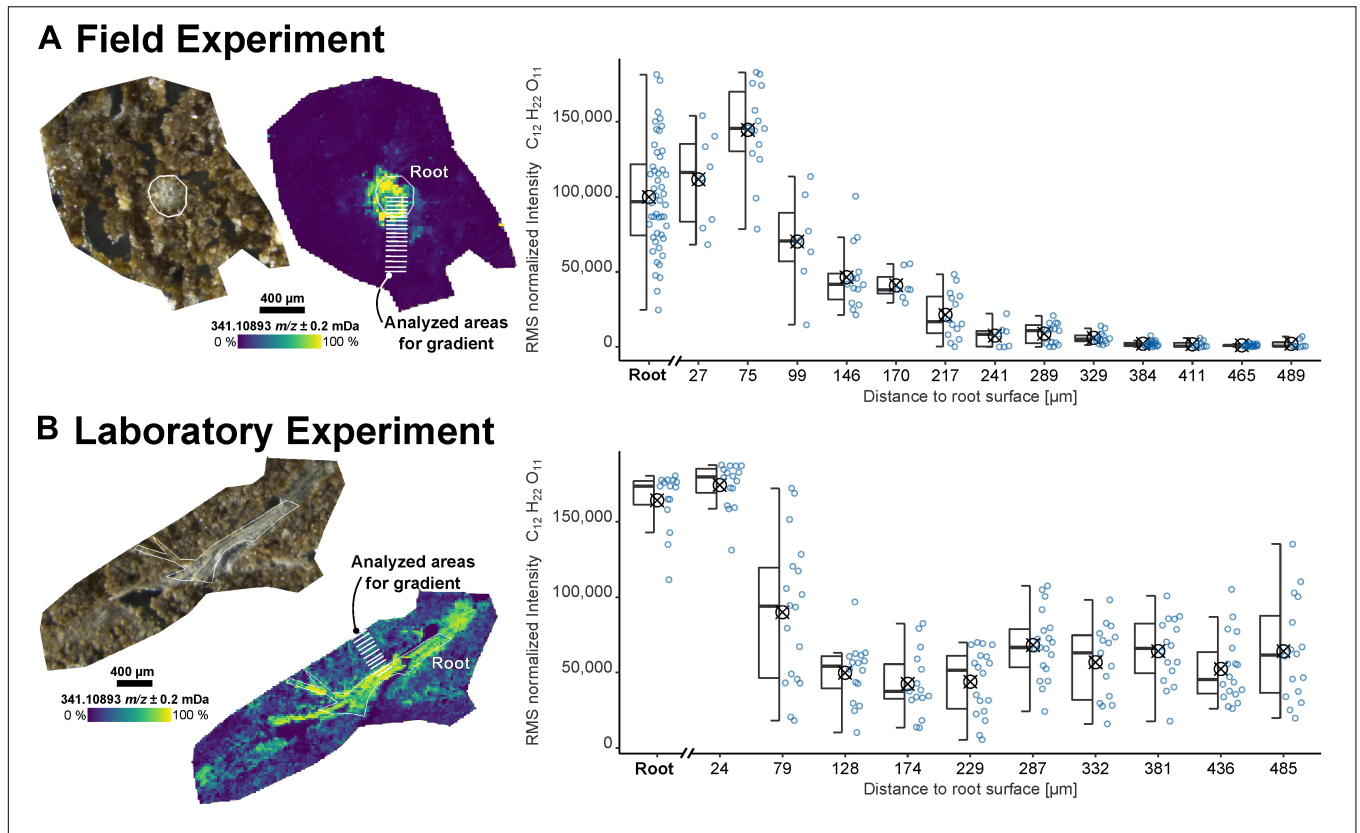 A Field Experiment
Root
400 µm
341.10893 m/z ± 0.2 mDa
0 % 100 %
Analyzed areas
for gradient
RMS normalized Intensity C₁₂ H₂₂ O₁₁
150,000
100,000
50,000
0
Root 27 75 99 146 170 217 241 289 329 384 411 465 489
Distance to root surface [µm]
B Laboratory Experiment
Analyzed areas
for gradient
Root
400 µm
341.10893 m/z ± 0.2 mDa
0 % 100 %
RMS normalized Intensity C₁₂ H₂₂ O₁₁
150,000
100,000
50,000
0
Root 24 79 128 174 229 287 332 381 436 485
Distance to root surface [µm]